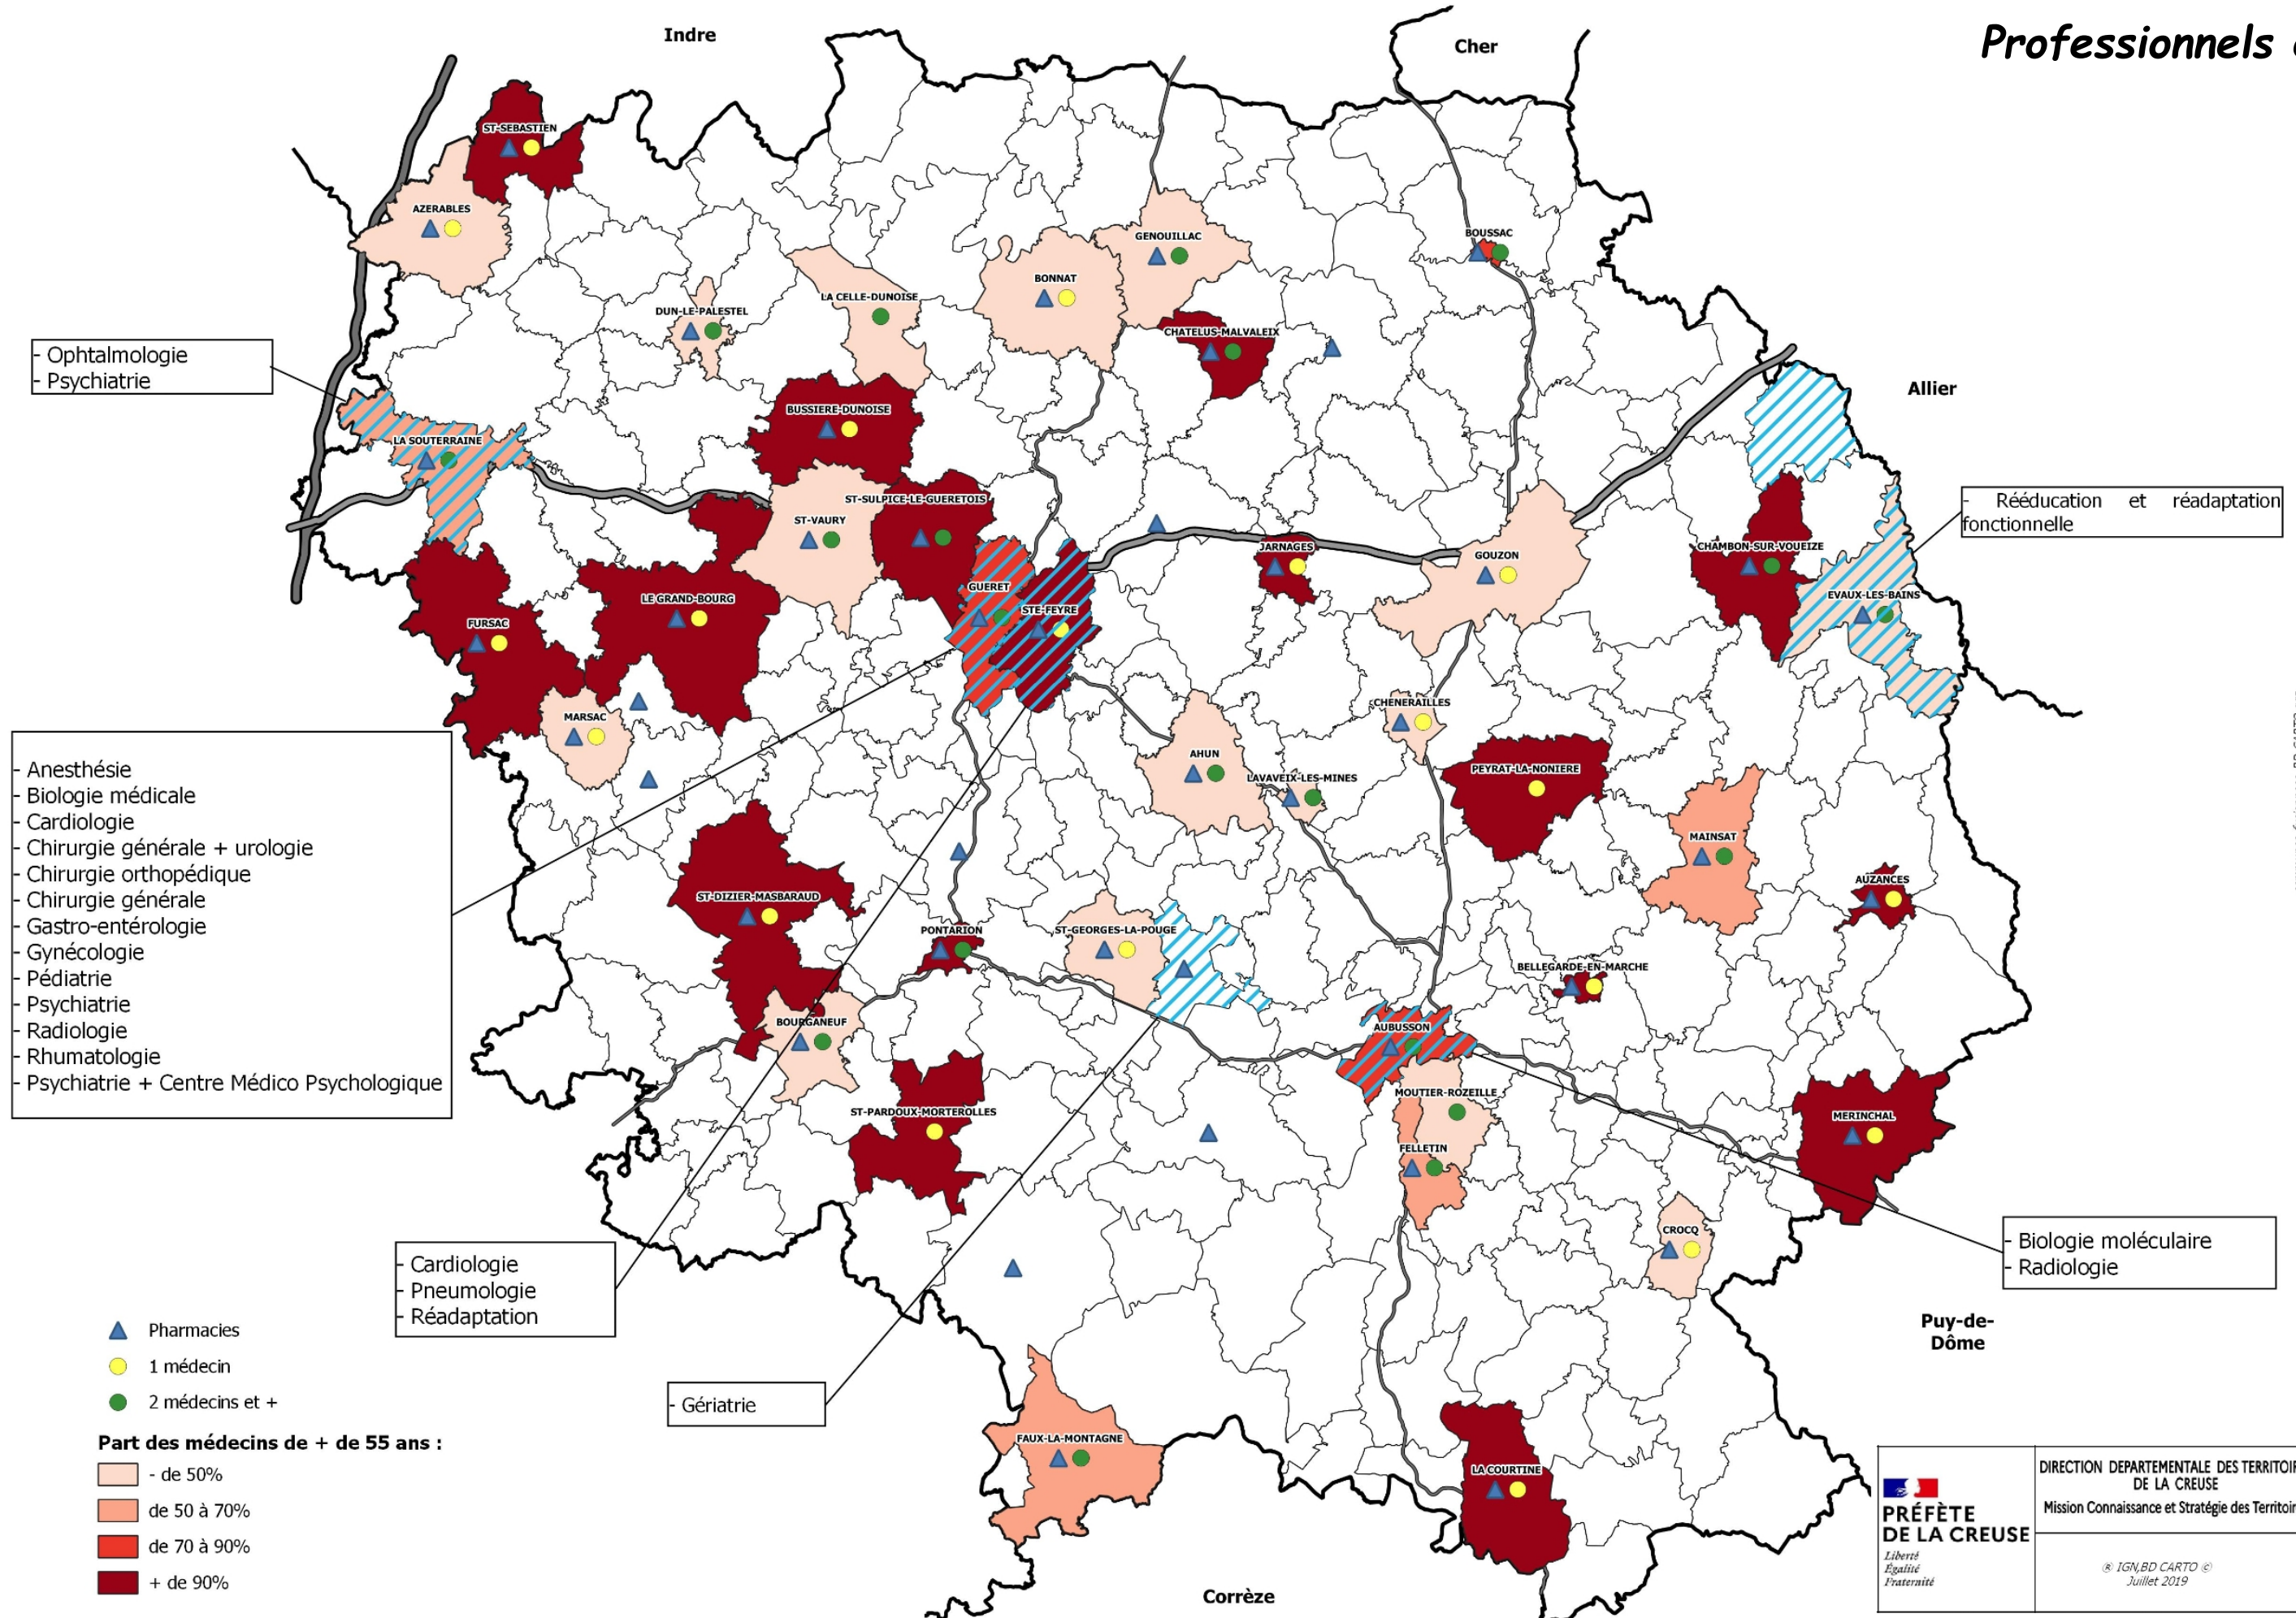 Indre
Cher
Professionnels
ST-SEBASTIEN
AZERABLES
GENOUILLAC
BOUSSAC
BONNAT
LA CELLE-DUNOISE
DUN-LE-PALESTEL
CHATELUS-MALVALEIX
- Ophtalmologie
- Psychiatrie
Allier
BUSSIERE-DUNOISE
LA SOUTERRAINE
ST-SULPICE-LE-GUERETOIS
ST-VAURY
- Rééducation et réadaptation
fonctionnelle
JARNAGES
GOUZON
CHAMBON-SUR-VOUEIZE
GUERET
LE GRAND-BOURG
STE-FEYRE
EVAUX-LES-BAINS
FURSAC
CHENERAILLES
MARSAC
AHUN
LAVAVEIX-LES-MINES
PEYRAT-LA-NONIERE
- Anesthésie
- Biologie médicale
- Cardiologie
- Chirurgie générale + urologie
- Chirurgie orthopédique
- Chirurgie générale
- Gastro-entérologie
- Gynécologie
- Pédiatrie
- Psychiatrie
- Radiologie
- Rhumatologie
- Psychiatrie + Centre Médico Psychologique
MAINSAT
AUZANCES
ST-DIZIER-MASBARAUD
PONTARION
ST-GEORGES-LA-POUGE
BELLEGARDE-EN-MARCHE
BOURGANEUF
AUBUSSON
MOUTIER-ROZEILLE
ST-PARDOUX-MORTEROLLES
MERINCHAL
FELLETIN
CROCQ
- Biologie moléculaire
- Radiologie
- Cardiologie
- Pneumologie
- Réadaptation
Puy-de-
Dôme
- Gériatrie
FAUX-LA-MONTAGNE
LA COURTINE
Corrèze
Pharmacies
1 médecin
2 médecins et +
Part des médecins de + de 55 ans :
- de 50%
de 50 à 70%
de 70 à 90%
+ de 90%
PRÉFÈTE
DE LA CREUSE
Liberté
Égalité
Fraternité
DIRECTION DEPARTEMENTALE DES TERRITOIR
DE LA CREUSE
Mission Connaissance et Stratégie des Territoir
® IGN,BD CARTO ©
Juillet 2019